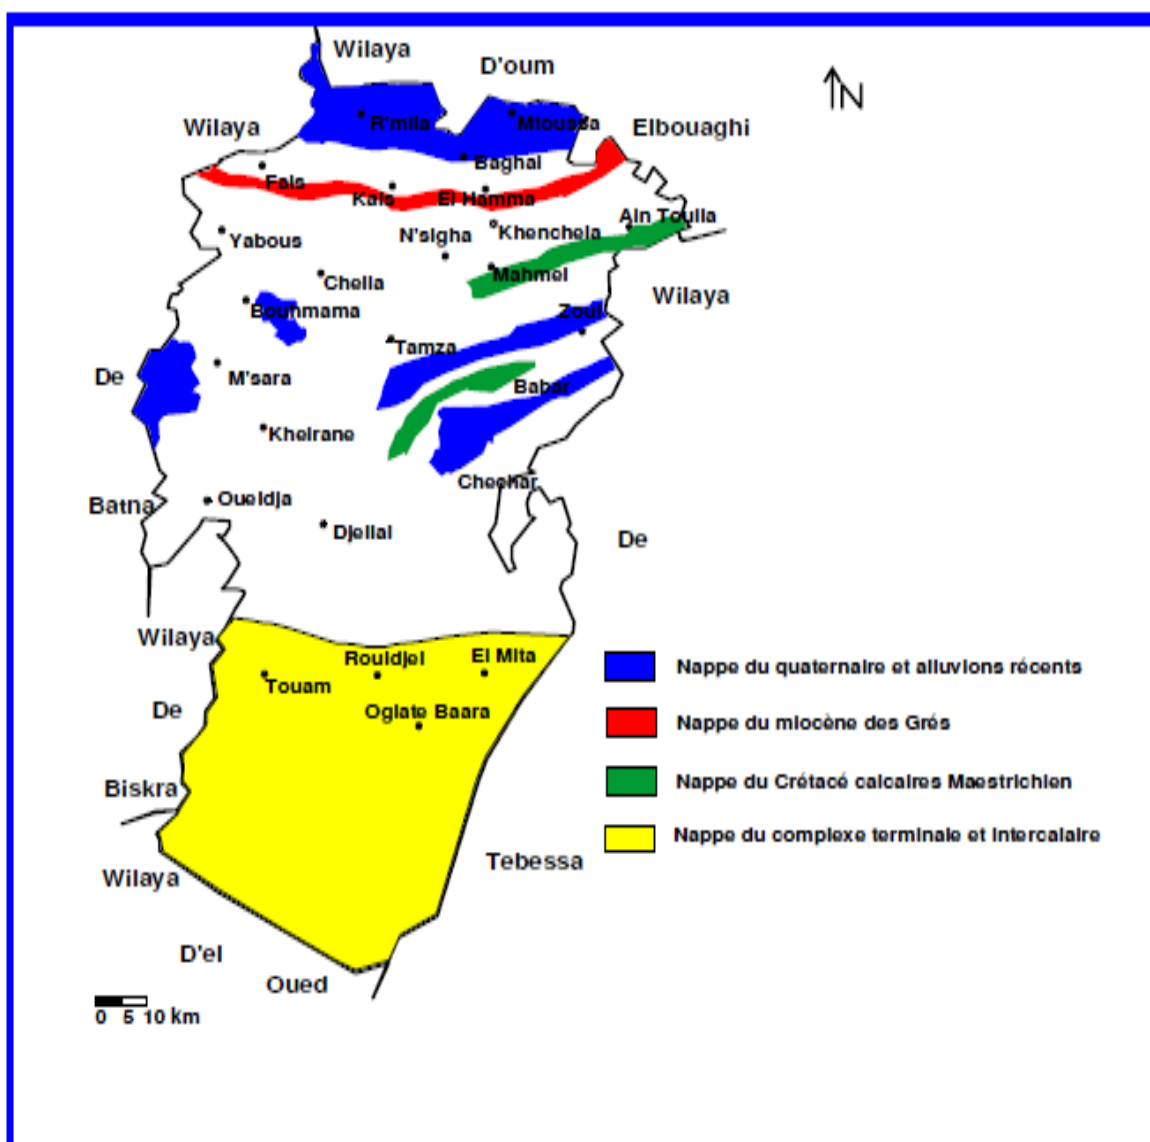 Wilaya
D'oum
Wilaya
R'mila
Mtoussa
Elbouaghi
Baghai
Fais
Kais
El Hamma
Ain Touila
Yabous
N'sigha
Khenchela
Chelia
Mahmel
Wilaya
Bouhmama
Zoui
Tamza
De
M'sara
Babar
Kheirane
Chechar
Batna
Oueldja
Djellal
De
Wilaya
Rouidjel
El Mita
Nappe du quaternaire et alluvions récents
Touam
De
Oglate Baara
Nappe du miocène des Grés
Biskra
Nappe du Crétacé calcaires Maestrichien
Nappe du complexe terminale et intercalaire
Tebessa
Wilaya
D'el
Oued
0 5 10 km
N